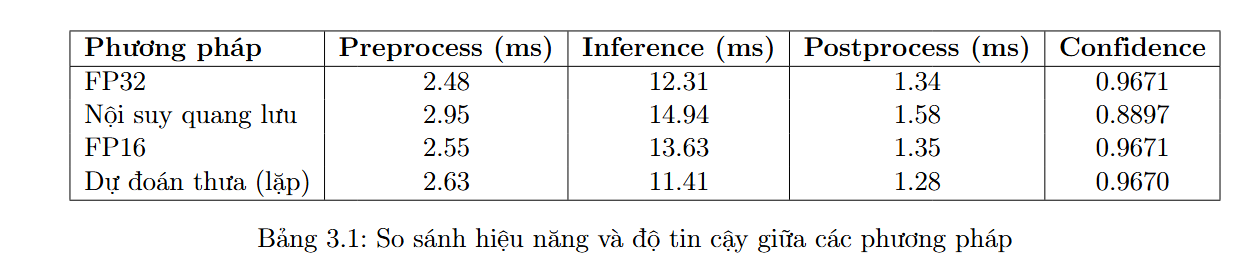 Phương pháp Preprocess (ms) Inference (ms) Postprocess (ms) Confidence
FP32 2.48 12.31 1.34 0.9671
Nội suy quang lưu 2.95 14.94 1.58 0.8897
FP16 2.55 13.63 1.35 0.9671
Dự đoán thưa (lặp) 2.63 11.41 1.28 0.9670
Bảng 3.1: So sánh hiệu năng và độ tin cậy giữa các phương pháp